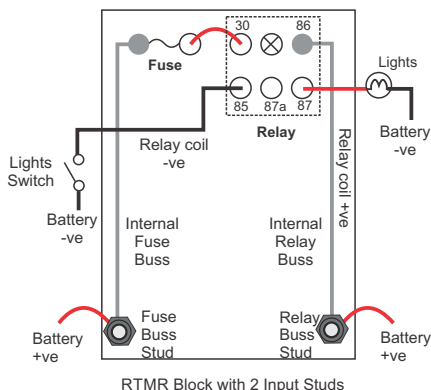 30
86
Fuse
Lights
85
87a
87
Relay
Relay coil
-ve
Battery
-ve
Lights
Switch
Relay coil +ve
Battery
-ve
Internal
Fuse
Buss
Internal
Relay
Buss
Battery
+ve
Fuse
Buss
Stud
Relay
Buss
Stud
Battery
+ve
RTMR Block with 2 Input Studs